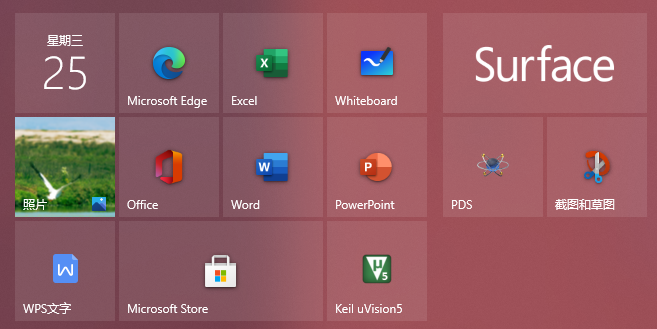 星期三
25
Microsoft Edge
Excel
Whiteboard
Surface
照片
Office
Word
PowerPoint
PDS
截图和草图
WPS文字
Microsoft Store
Keil uVision5